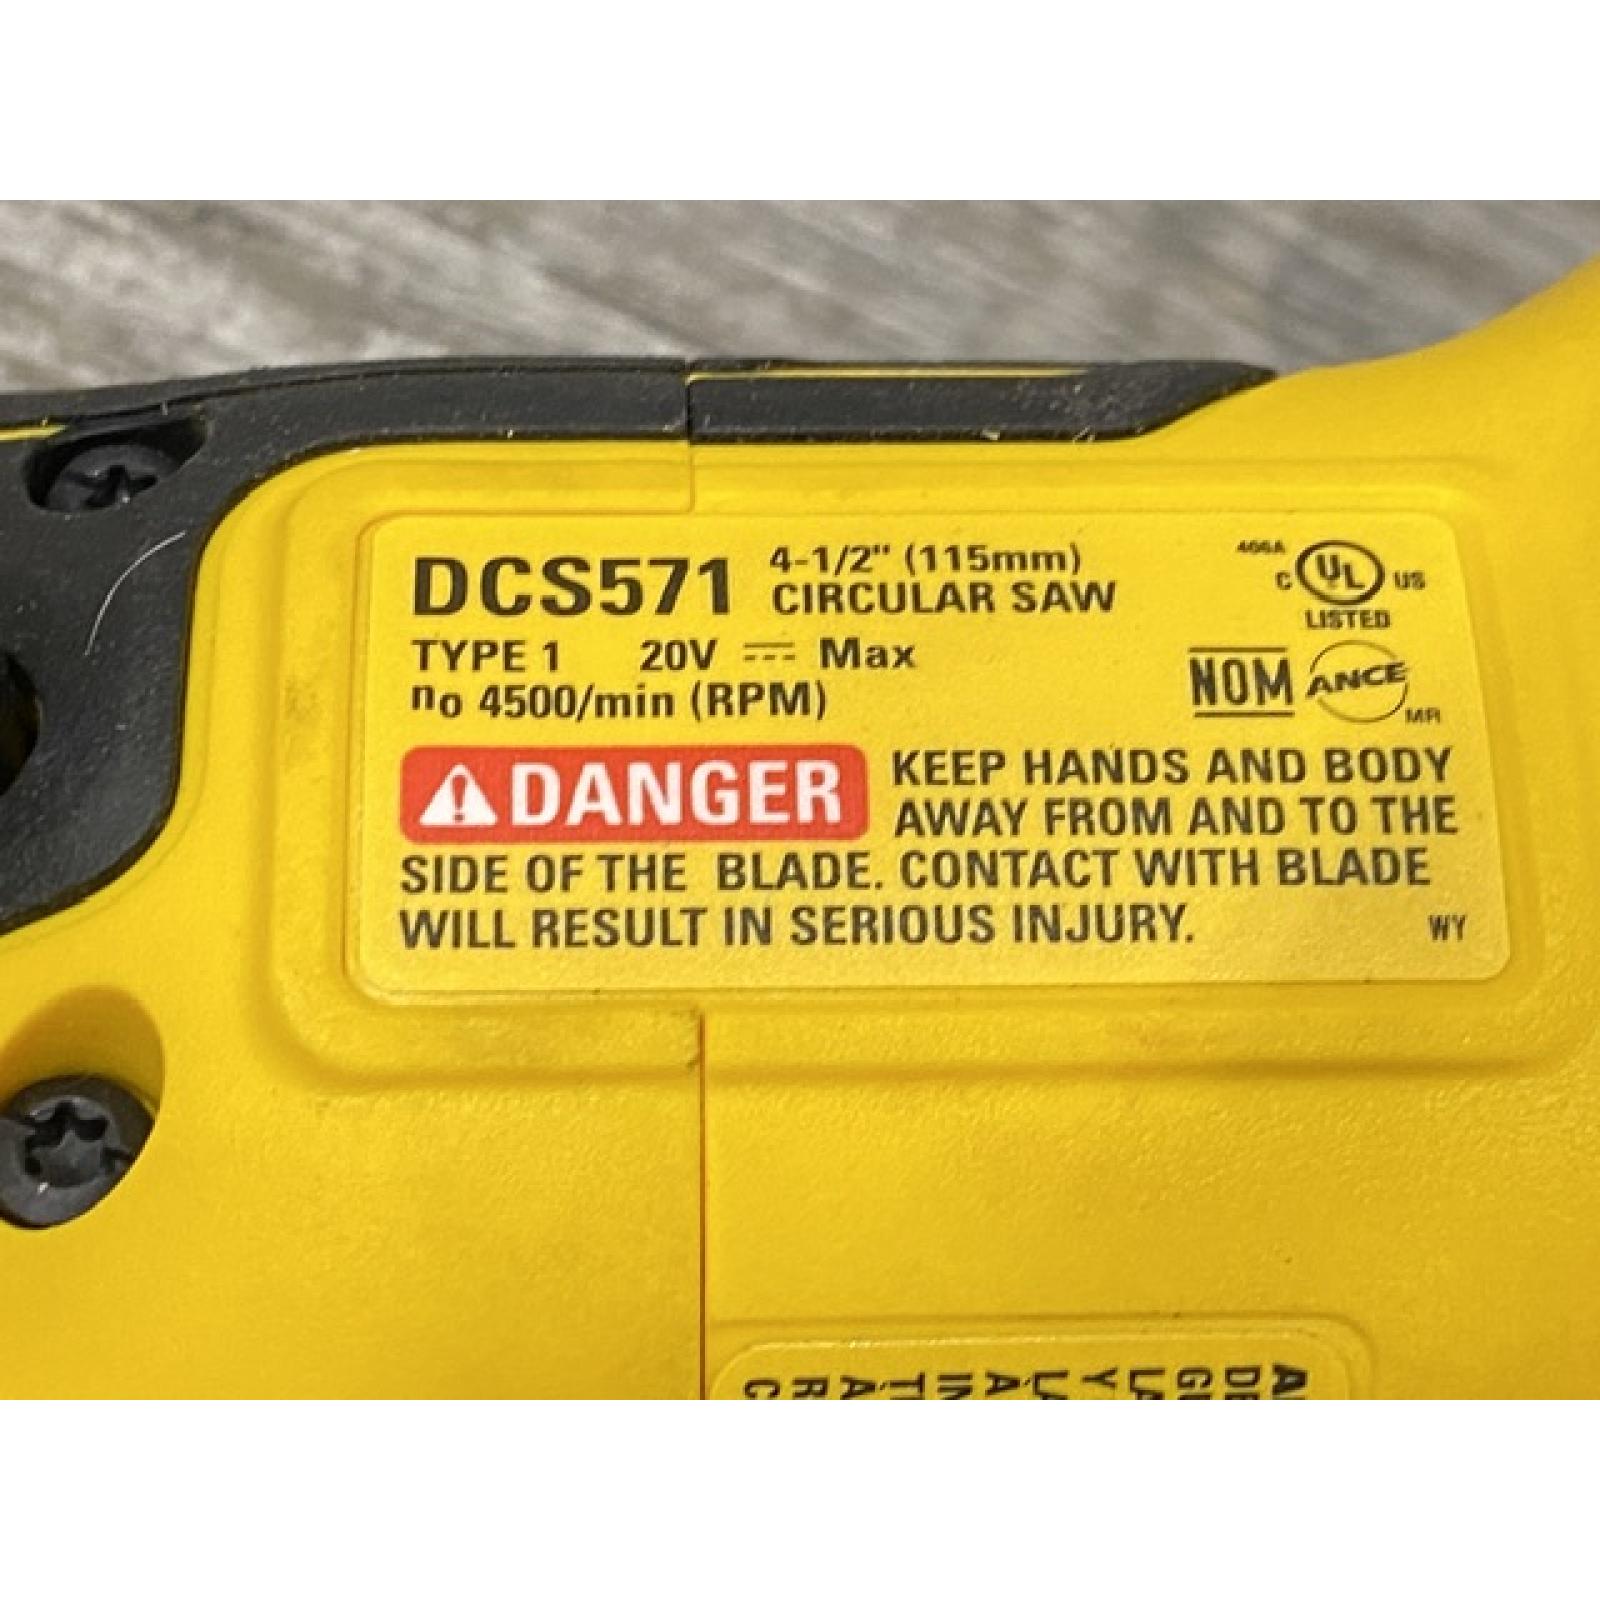 DCS571 4-1/2" (115mm)
CIRCULAR SAW
TYPE 1 20V ⎓ Max
no 4500/min (RPM)
466A
C UL US
LISTED
NOM ANCE
MR
DANGER KEEP HANDS AND BODY
AWAY FROM AND TO THE
SIDE OF THE BLADE. CONTACT WITH BLADE
WILL RESULT IN SERIOUS INJURY. WY